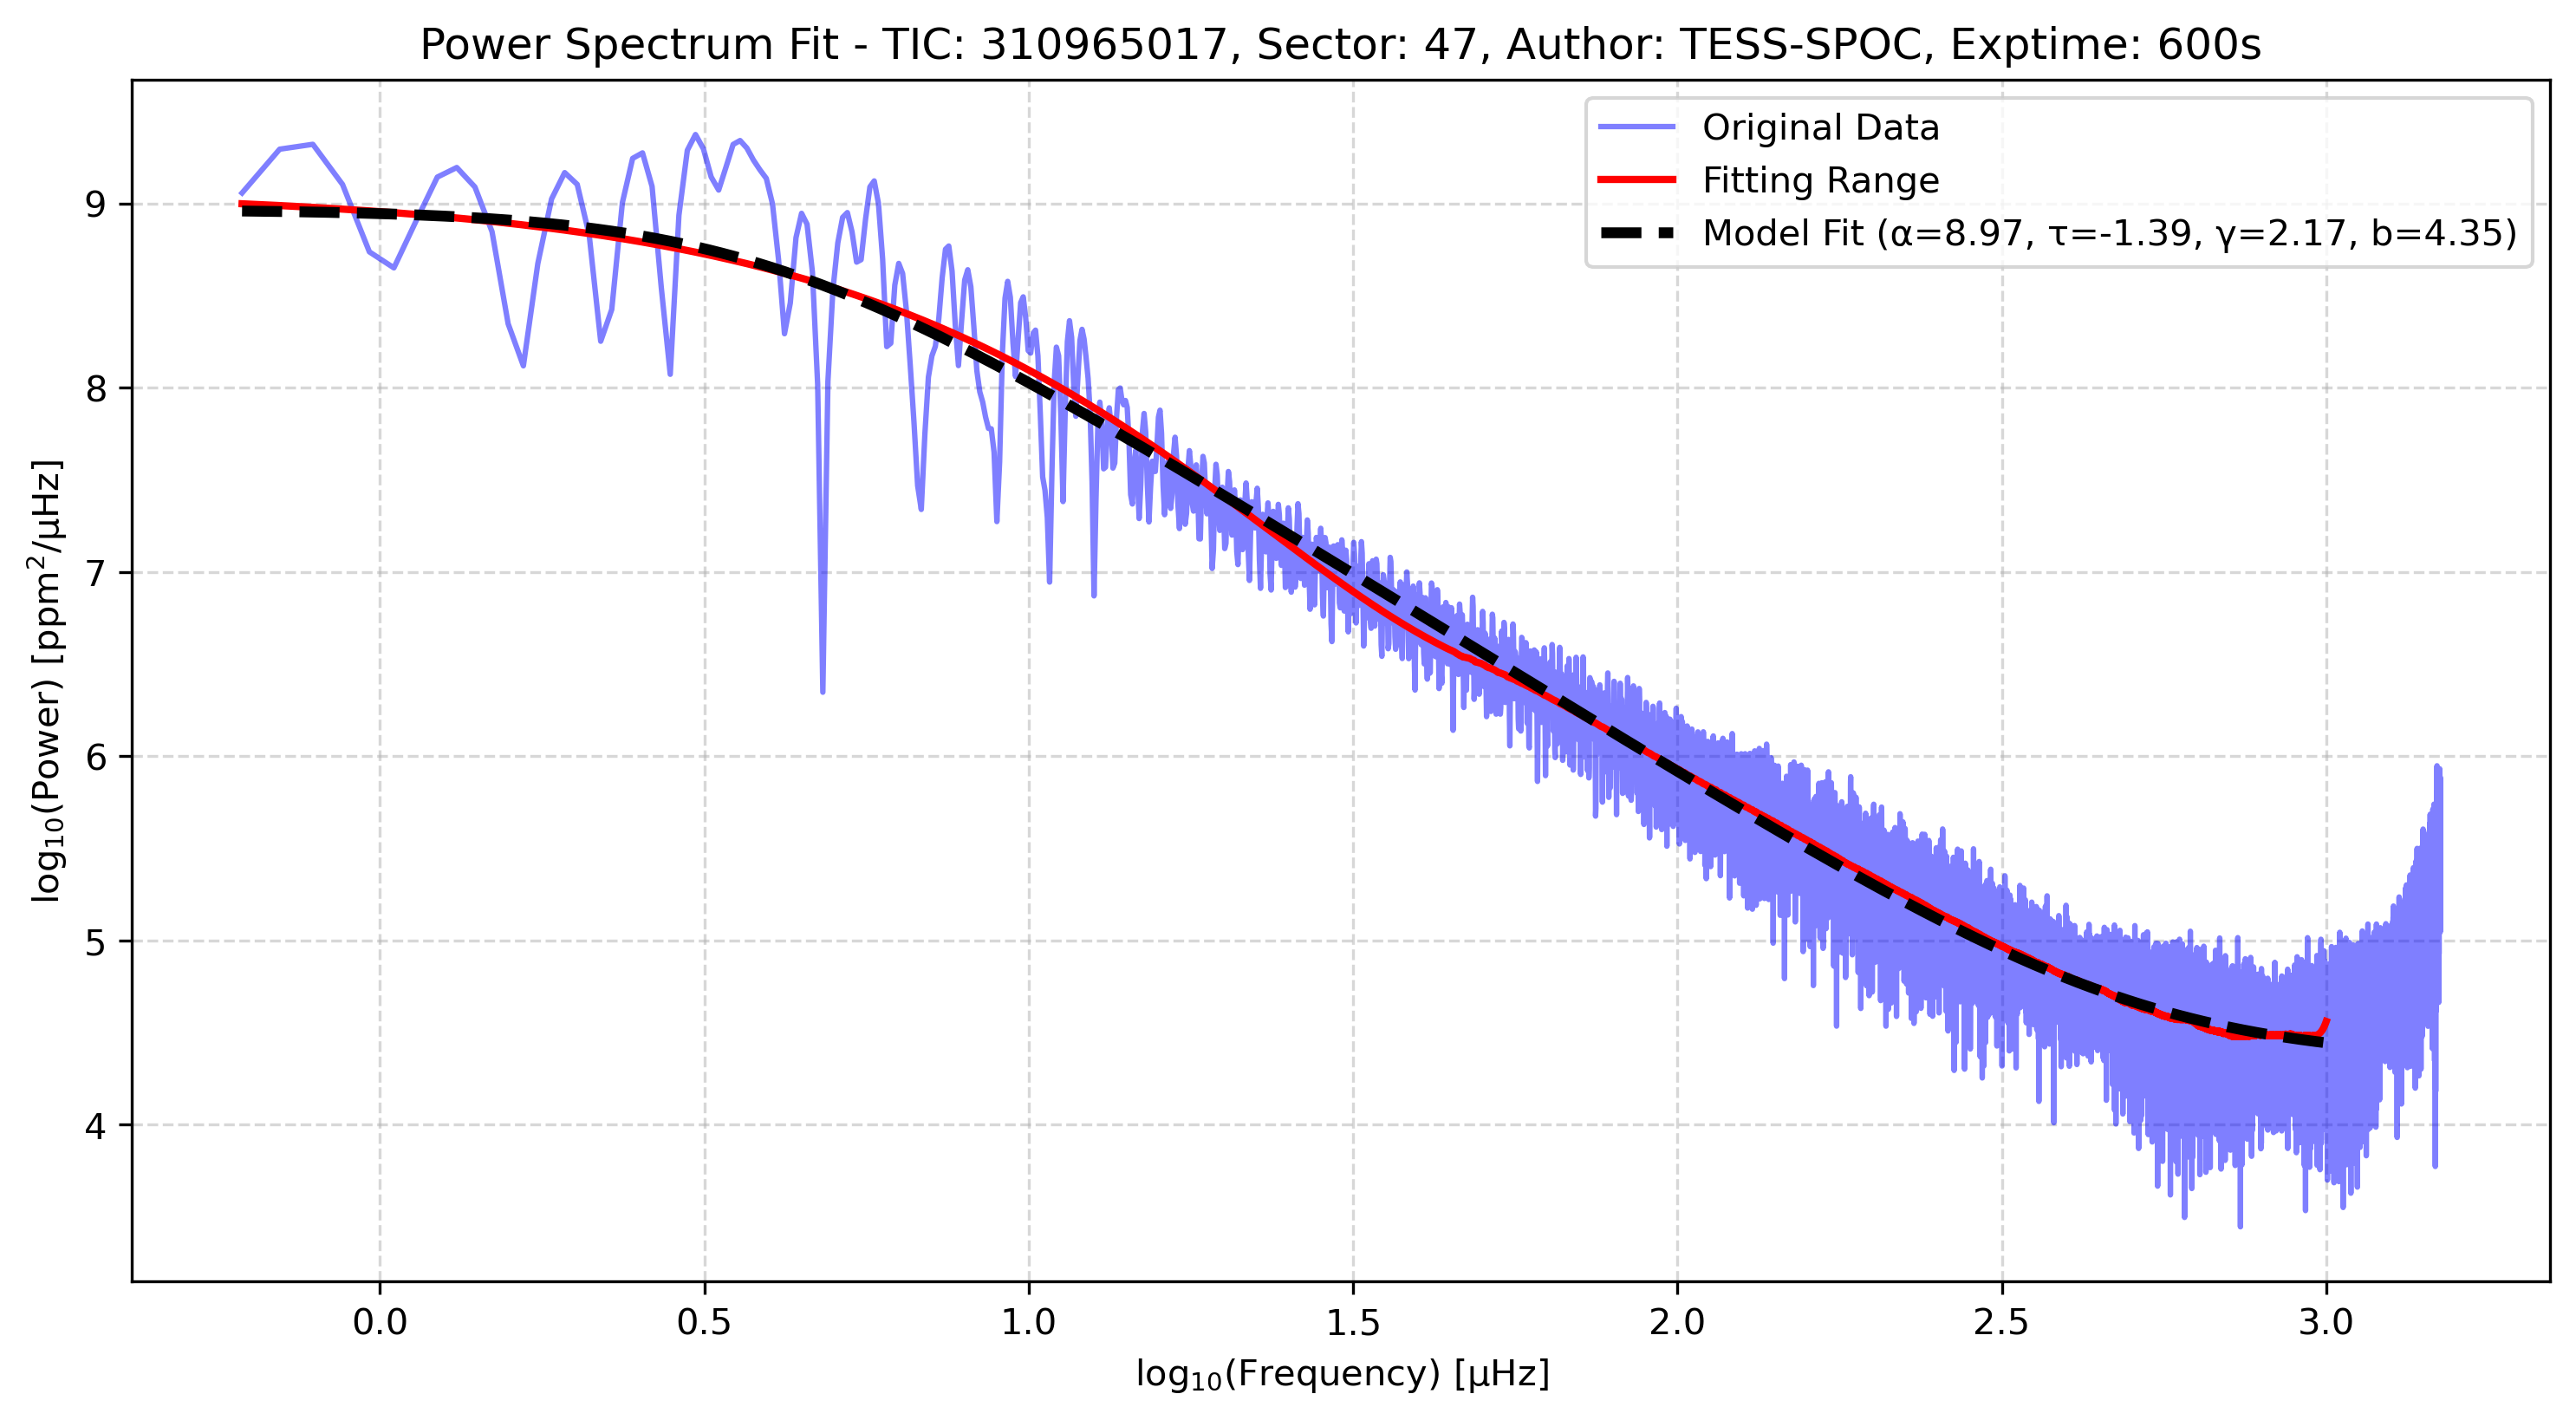 Power Spectrum Fit - TIC: 310965017, Sector: 47, Author: TESS-SPOC, Exptime: 600s
Original Data
Fitting Range
Model Fit (α=8.97, τ=-1.39, γ=2.17, b=4.35)
log₁₀(Power) [ppm²/μHz]
9
8
7
6
5
4
0.0 0.5 1.0 1.5 2.0 2.5 3.0
log₁₀(Frequency) [μHz]